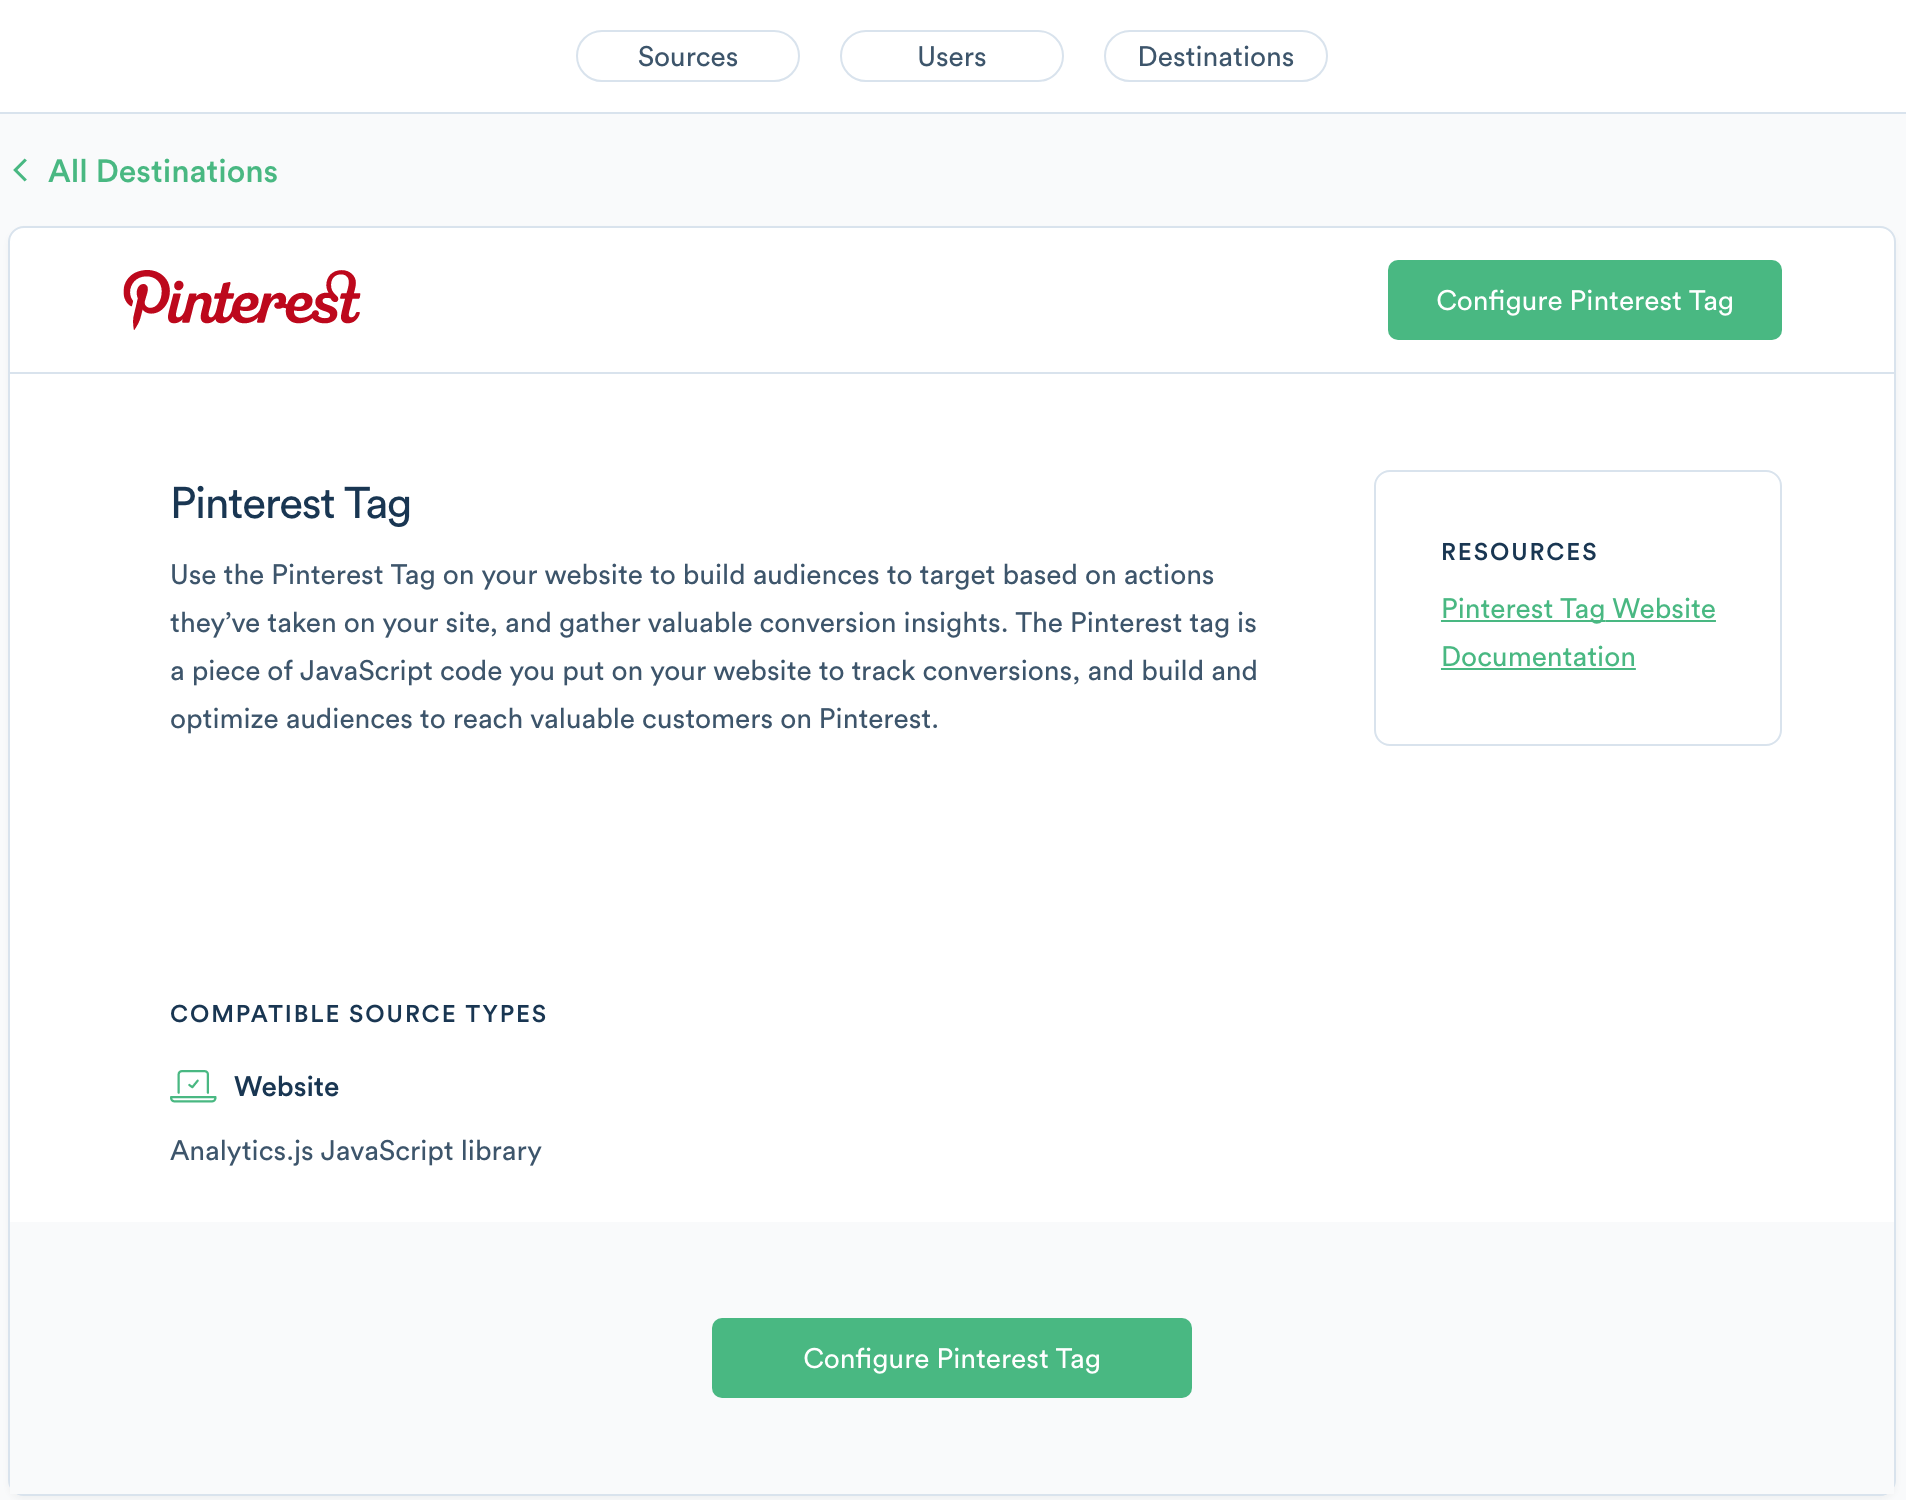 Sources
Users
Destinations
All Destinations
Pinterest
Configure Pinterest Tag
Pinterest Tag
Use the Pinterest Tag on your website to build audiences to target based on actions
they’ve taken on your site, and gather valuable conversion insights. The Pinterest tag is
a piece of JavaScript code you put on your website to track conversions, and build and
optimize audiences to reach valuable customers on Pinterest.
RESOURCES
Pinterest Tag Website
Documentation
COMPATIBLE SOURCE TYPES
Website
Analytics.js JavaScript library
Configure Pinterest Tag